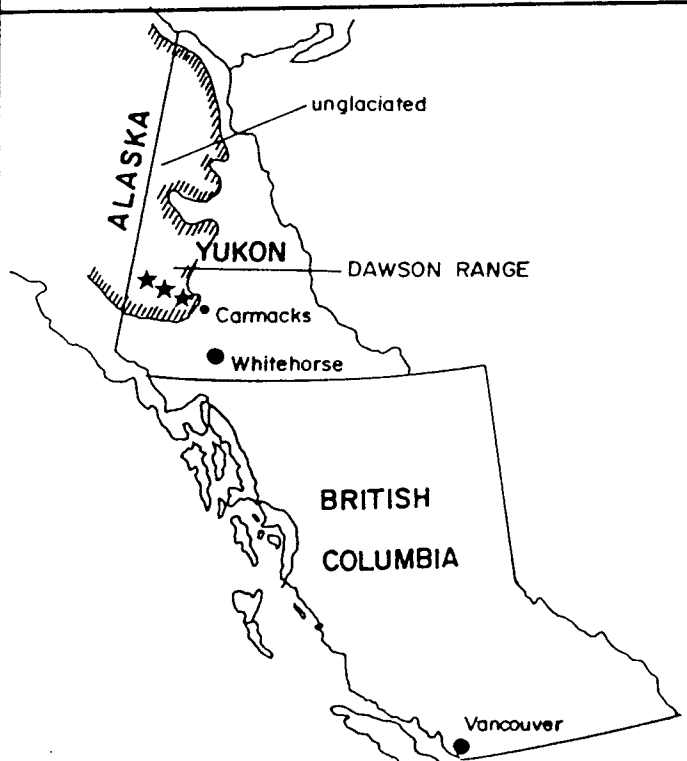 unglaciated
ALASKA
YUKON
DAWSON RANGE
Carmacks
Whitehorse
BRITISH
COLUMBIA
Vancouver